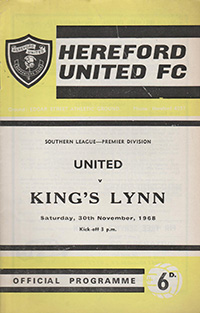 HEREFORD
UNITED FC
SOUTHERN LEAGUE—PREMIER DIVISION
UNITED
v
KING'S LYNN
Saturday, 30th November, 1968
Kick-off 3 p.m.
OFFICIAL PROGRAMME 6D.